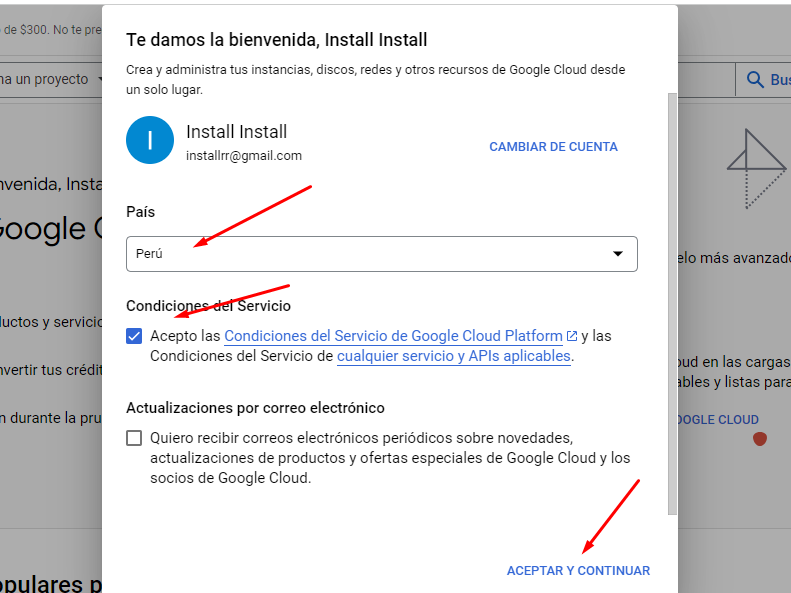 de $300. No te pre
Te damos la bienvenida, Install Install
Crea y administra tus instancias, discos, redes y otros recursos de Google Cloud desde
un solo lugar.
na un proyecto
Bus
I
Install Install
installrr@gmail.com
CAMBIAR DE CUENTA
nvenida, Insta
País
Google C
Perú
elo más avanzado
Condiciones del Servicio
uctos y servicio
Acepto las Condiciones del Servicio de Google Cloud Platform y las
Condiciones del Servicio de cualquier servicio y APIs aplicables.
nvertir tus crédit
oud en las cargas
ables y listas para
Actualizaciones por correo electrónico
n durante la pru
OOGLE CLOUD
Quiero recibir correos electrónicos periódicos sobre novedades,
actualizaciones de productos y ofertas especiales de Google Cloud y los
socios de Google Cloud.
ACEPTAR Y CONTINUAR
opulares p